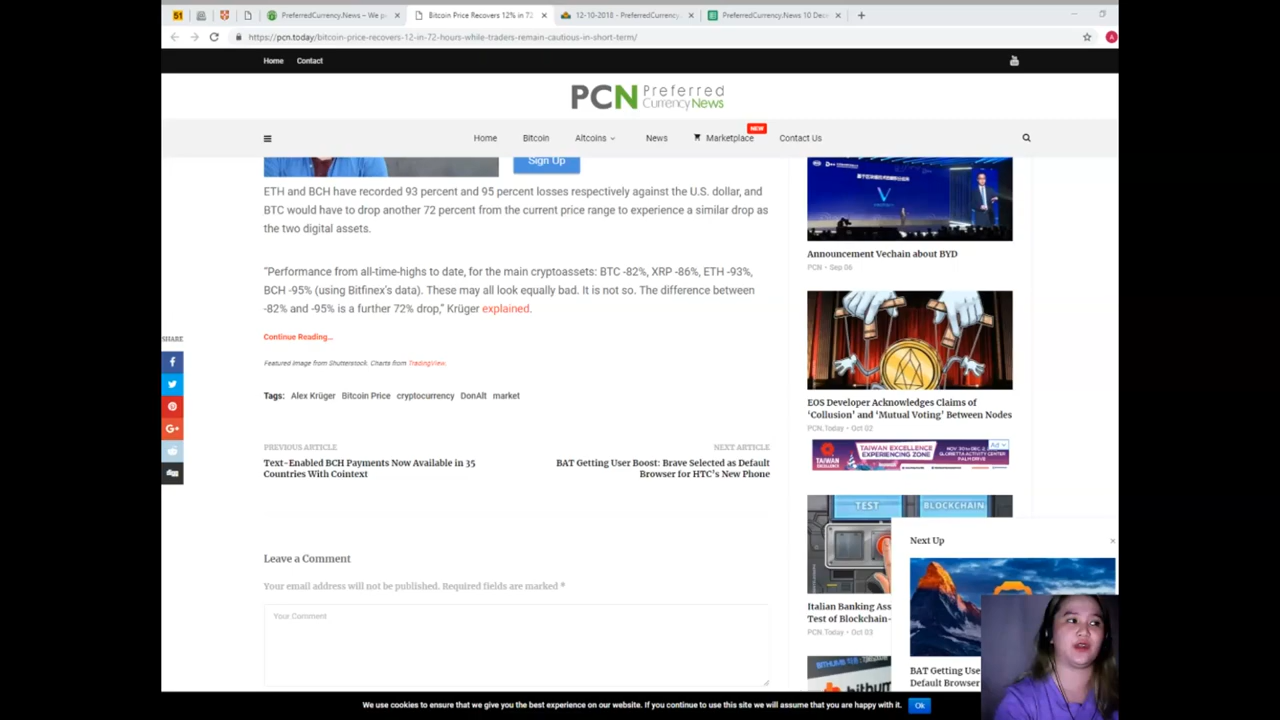 51
PreferredCurrency.News – We p
Bitcoin Price Recovers 12% in 72
12-10-2018 - PreferredCurrency.
PreferredCurrency.News 10 Dec
https://pcn.today/bitcoin-price-recovers-12-in-72-hours-while-traders-remain-cautious-in-short-term/
A
Home
Contact
PCN Preferred
Currency News
NEW
Home
Bitcoin
Altcoins
News
Marketplace
Contact Us
Sign Up
ETH and BCH have recorded 93 percent and 95 percent losses respectively against the U.S. dollar, and
BTC would have to drop another 72 percent from the current price range to experience a similar drop as
the two digital assets.
“Performance from all-time-highs to date, for the main cryptoassets: BTC -82%, XRP -86%, ETH -93%,
BCH -95% (using Bitfinex’s data). These may all look equally bad. It is not so. The difference between
-82% and -95% is a further 72% drop,” Krüger explained.
Continue Reading...
Featured image from Shutterstock. Charts from TradingView.
Tags: Alex Krüger Bitcoin Price cryptocurrency DonAlt market
SHARE
PREVIOUS ARTICLE
Text-Enabled BCH Payments Now Available in 35
Countries With Cointext
NEXT ARTICLE
BAT Getting User Boost: Brave Selected as Default
Browser for HTC’s New Phone
Leave a Comment
Your email address will not be published. Required fields are marked *
Your Comment
Announcement Vechain about BYD
PCN • Sep 06
EOS Developer Acknowledges Claims of
‘Collusion’ and ‘Mutual Voting’ Between Nodes
PCN.Today • Oct 02
TAIWAN EXCELLENCE
EXPERIENCING ZONE
Ad
TEST
BLOCKCHAIN
Italian Banking Ass
Test of Blockchain-
PCN.Today • Oct 03
bithum
Next Up
BAT Getting Use
Default Browser
We use cookies to ensure that we give you the best experience on our website. If you continue to use this site we will assume that you are happy with it.
Ok